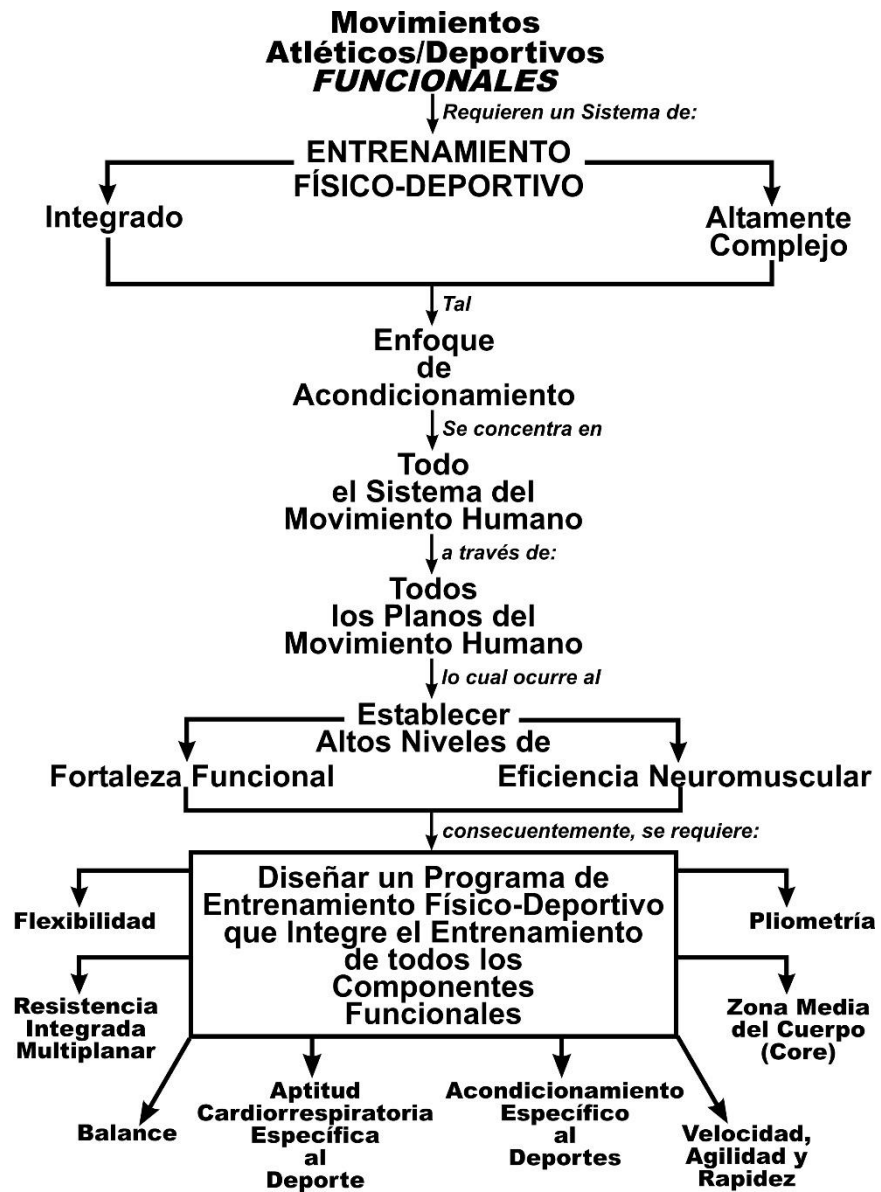 Movimientos
Atléticos/Deportivos
FUNCIONALES
Requieren un Sistema de:
ENTRENAMIENTO
FÍSICO-DEPORTIVO
Integrado
Altamente
Complejo
Tal
Enfoque
de
Acondicionamiento
Se concentra en
Todo
el Sistema del
Movimiento Humano
a través de:
Todos
los Planos del
Movimiento Humano
lo cual ocurre al
Establecer
Altos Niveles de
Fortaleza Funcional
Eficiencia Neuromuscular
consecuentemente, se requiere:
Diseñar un Programa de
Entrenamiento Físico-Deportivo
que Integre el Entrenamiento
de todos los
Componentes
Funcionales
Flexibilidad
Pliometría
Resistencia
Integrada
Multiplanar
Zona Media
del Cuerpo
(Core)
Balance
Aptitud
Cardiorrespiratoria
Específica
al
Deporte
Acondicionamiento
Específico
al
Deportes
Velocidad,
Agilidad y
Rapidez